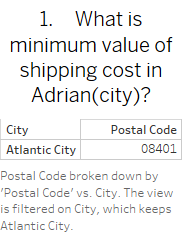 1. What is
minimum value of
shipping cost in
Adrian(city)?
City Postal Code
Atlantic City 08401
Postal Code broken down by
'Postal Code' vs. City. The view
is filtered on City, which keeps
Atlantic City.